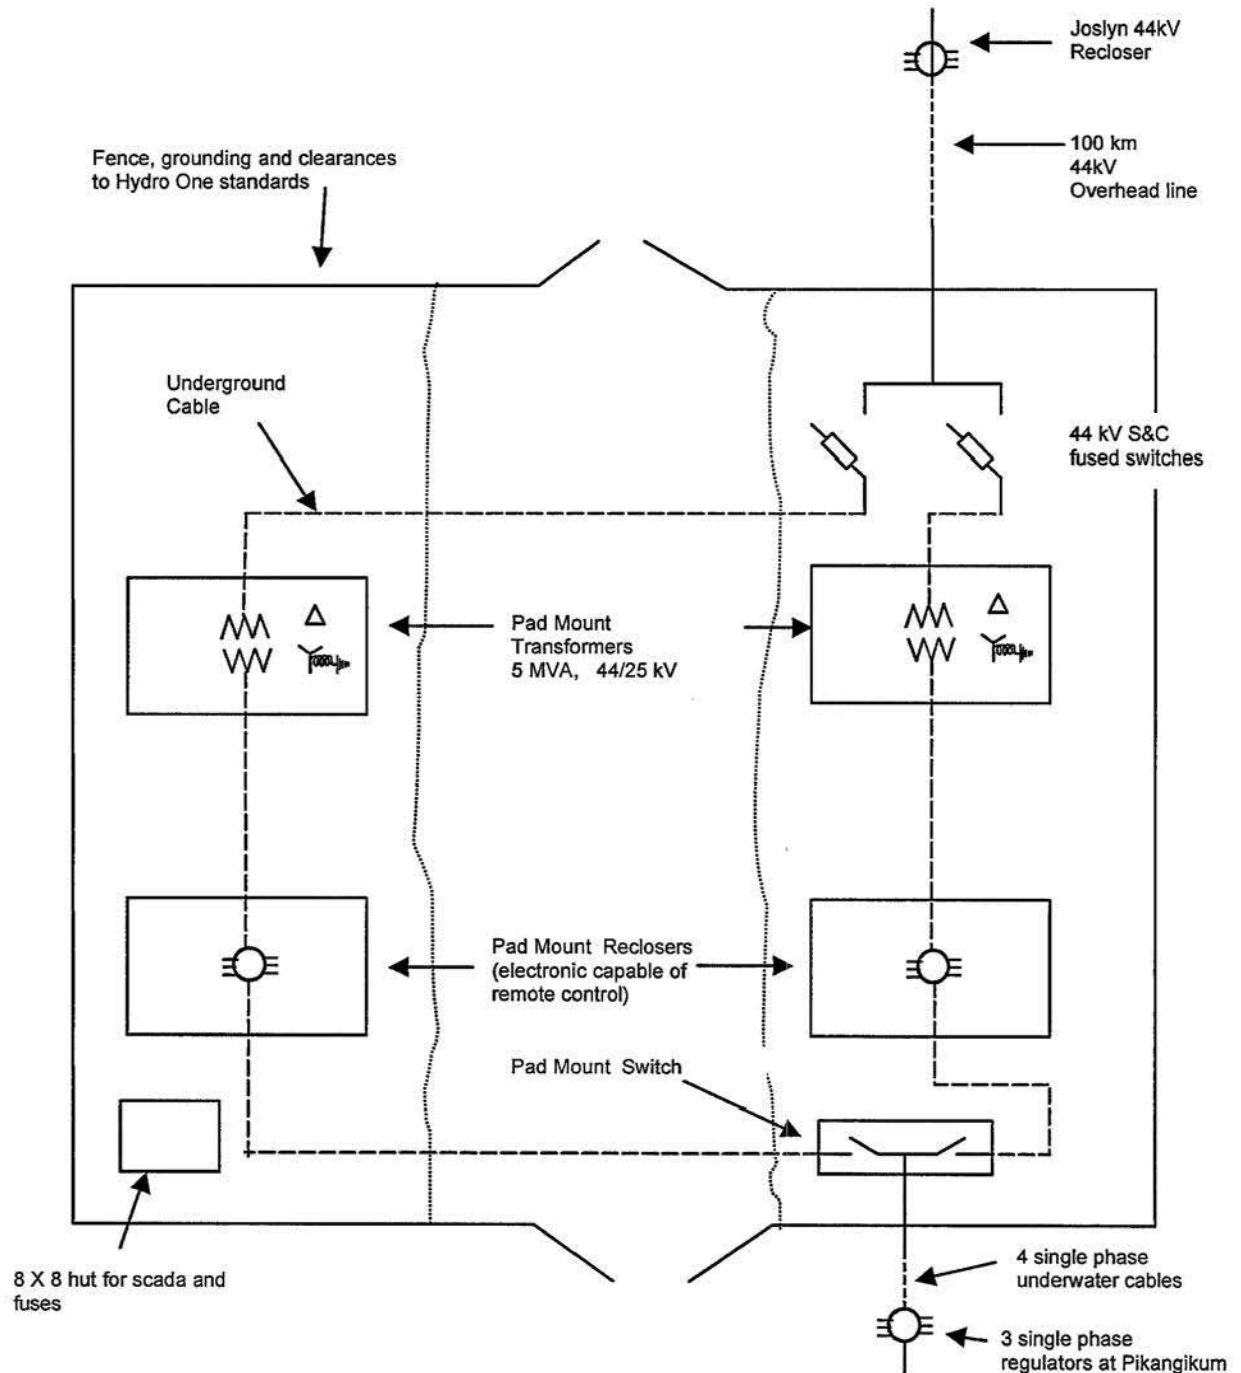 Joslyn 44kV
Recloser
Fence, grounding and clearances
to Hydro One standards
100 km
44kV
Overhead line
Underground
Cable
44 kV S&C
fused switches
Pad Mount
Transformers
5 MVA, 44/25 kV
Pad Mount Reclosers
(electronic capable of
remote control)
Pad Mount Switch
8 X 8 hut for scada and
fuses
4 single phase
underwater cables
3 single phase
regulators at Pikangikum